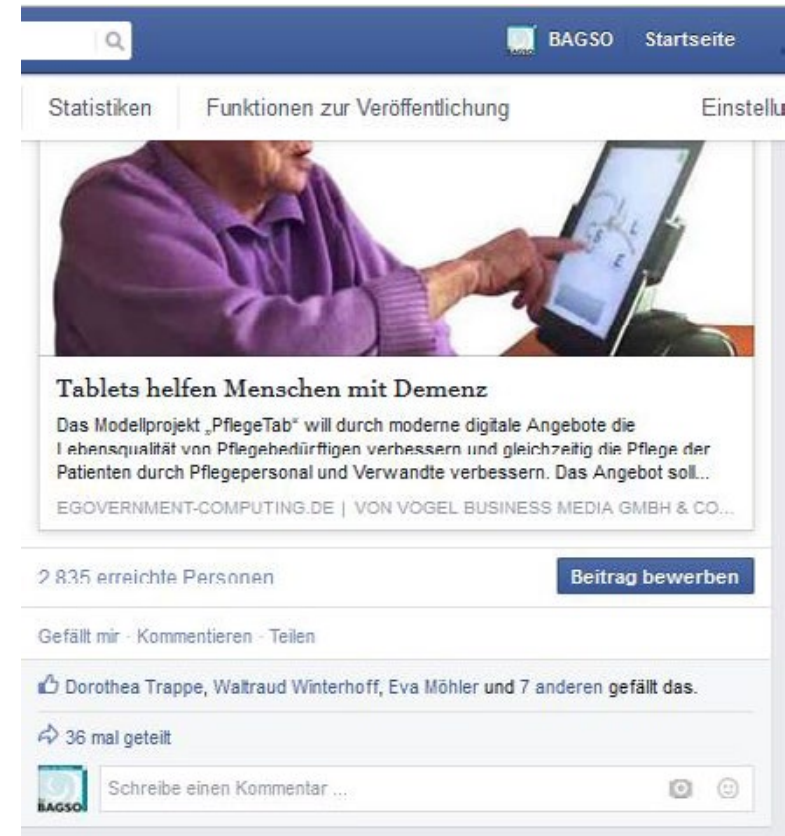 BAGSO Startseite
Statistiken Funktionen zur Veröffentlichung Einstellu
Tablets helfen Menschen mit Demenz
Das Modellprojekt „PflegeTab“ will durch moderne digitale Angebote die
Lebensqualität von Pflegebedürftigen verbessern und gleichzeitig die Pflege der
Patienten durch Pflegepersonal und Verwandte verbessern. Das Angebot soll...
EGOVERNMENT-COMPUTING.DE | VON VOGEL BUSINESS MEDIA GMBH & CO...
2.835 erreichte Personen Beitrag bewerben
Gefällt mir · Kommentieren · Teilen
Dorothea Trappe, Waltraud Winterhoff, Eva Möhler und 7 anderen gefällt das.
36 mal geteilt
BAGSO Schreibe einen Kommentar ...